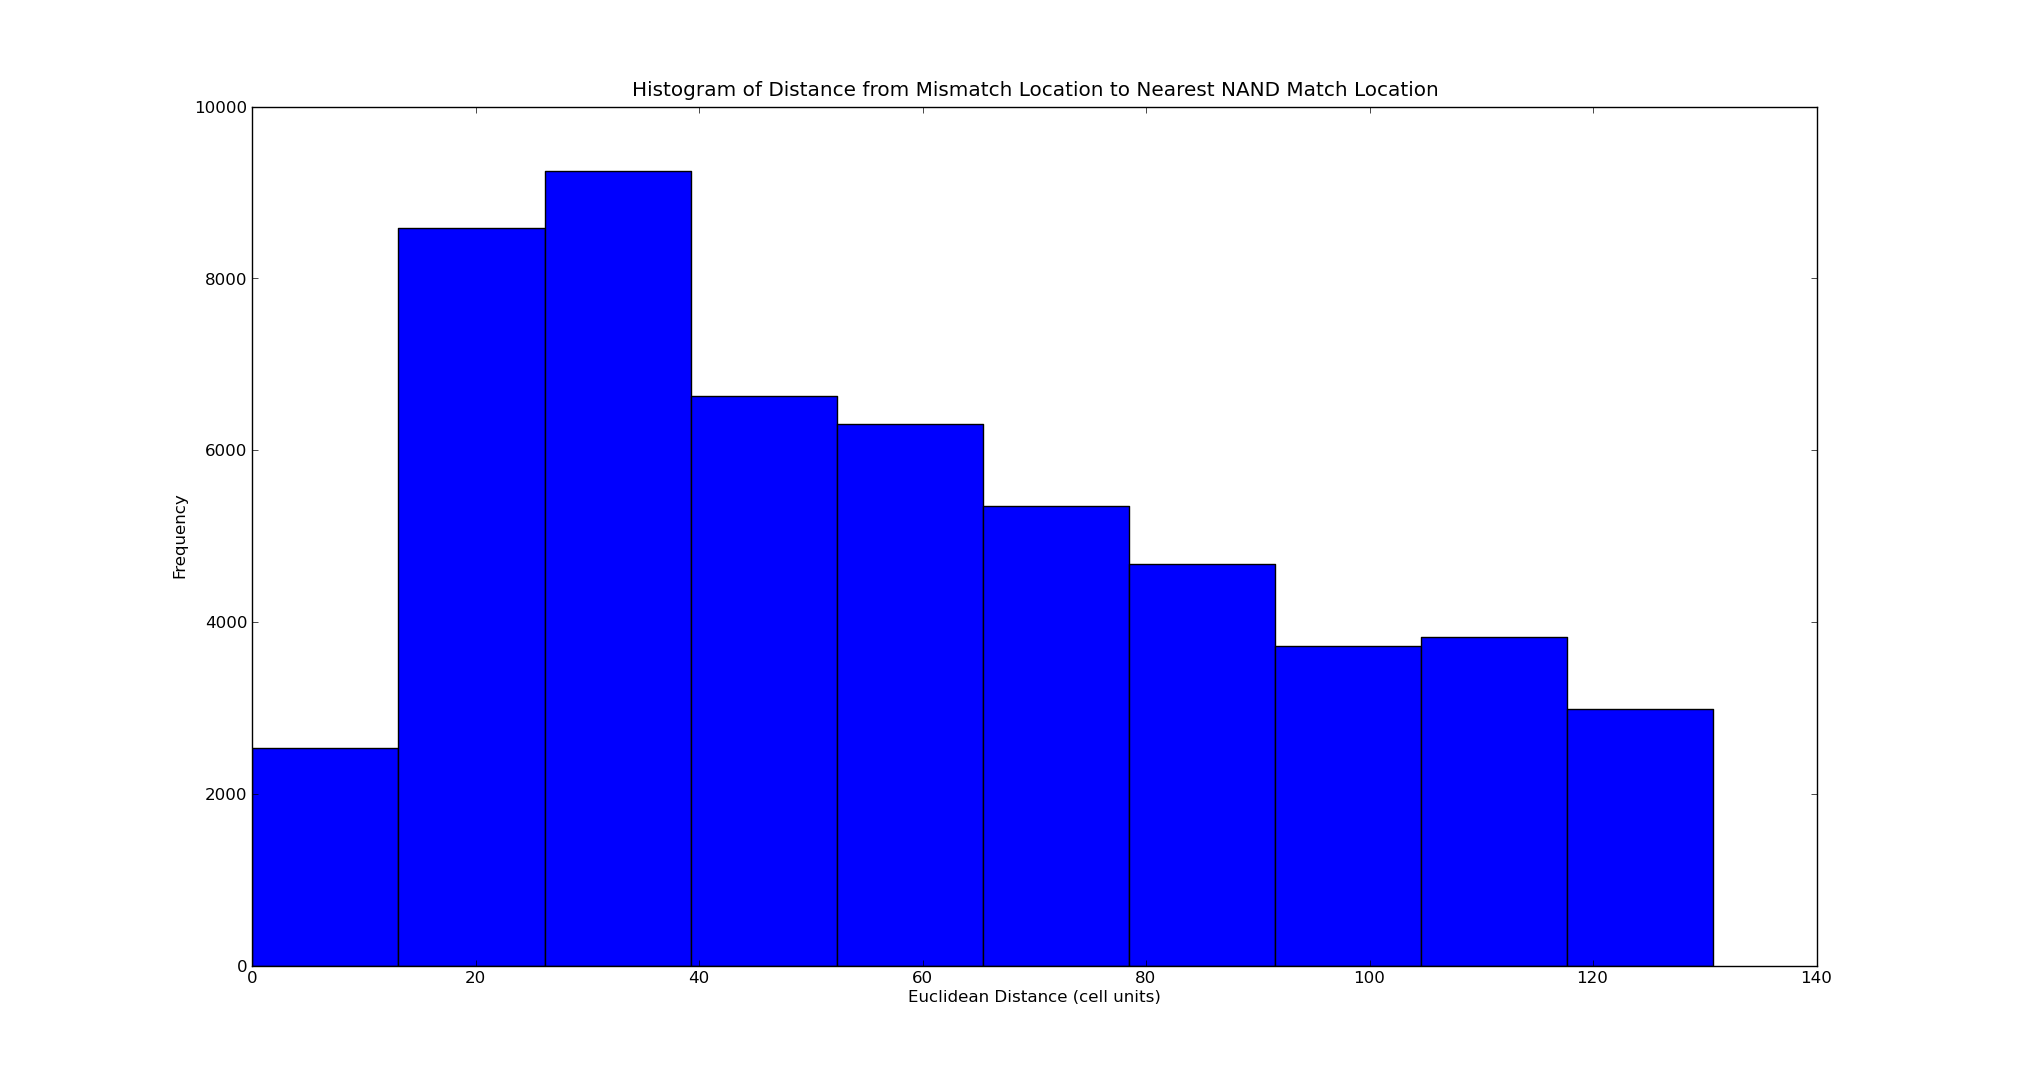 Histogram of Distance from Mismatch Location to Nearest NAND Match Location
10000
8000
6000
4000
2000
0
Frequency
0 20 40 60 80 100 120 140
Euclidean Distance (cell units)